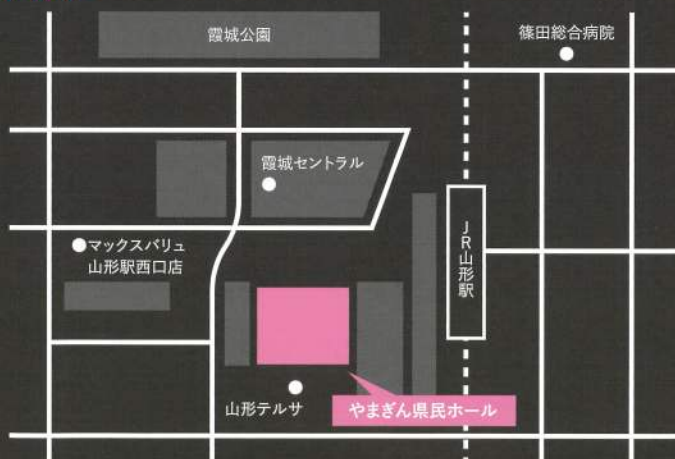 霞城公園
篠田総合病院
霞城セントラル
マックスバリュ
山形駅西口店
JR山形駅
山形テルサ
やまぎん県民ホール